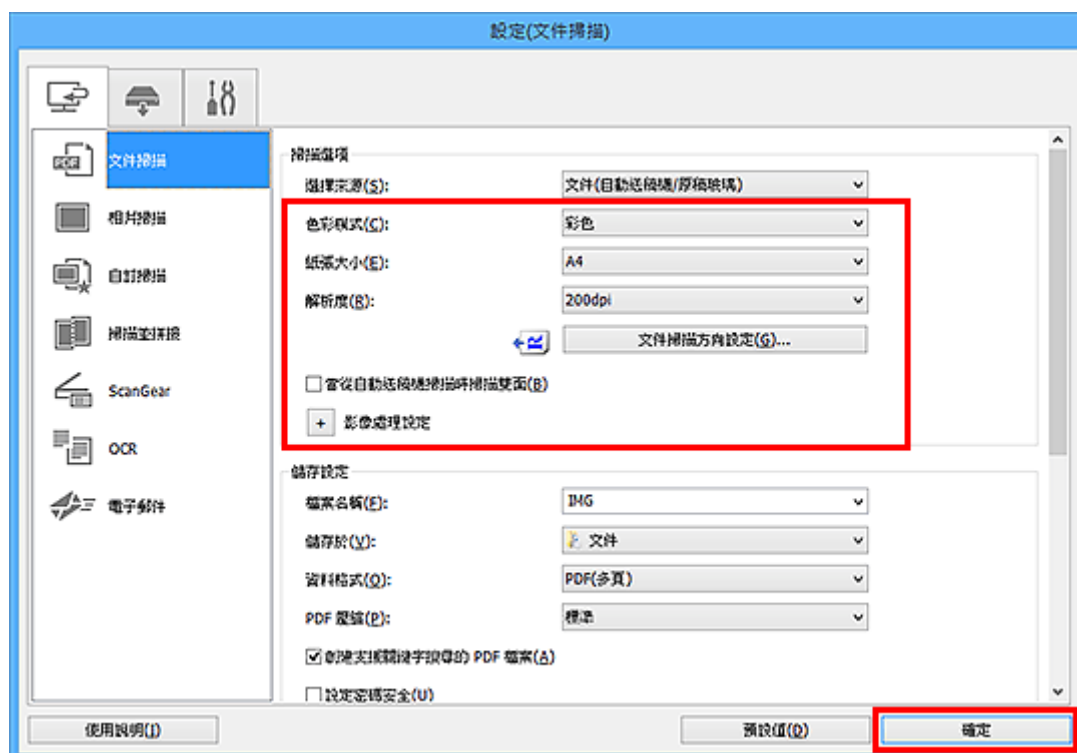 設定(文件掃描)
文件掃描
相片掃描
自訂掃描
掃描並拼接
ScanGear
OCR
電子郵件
掃描選項
選擇來源(S): 文件(自動送稿機/原稿玻璃)
色彩模式(C): 彩色
紙張大小(E): A4
解析度(R): 200dpi
文件掃描方向設定(G)...
當從自動送稿機掃描時掃描雙面(B)
+ 影像處理設定
儲存設定
檔案名稱(F): IMG
儲存於(V): 文件
資料格式(O): PDF(多頁)
PDF 壓縮(P): 標準
創建支援關鍵字搜尋的 PDF 檔案(A)
設定密碼安全(U)
使用說明(I) 預設值(D) 確定